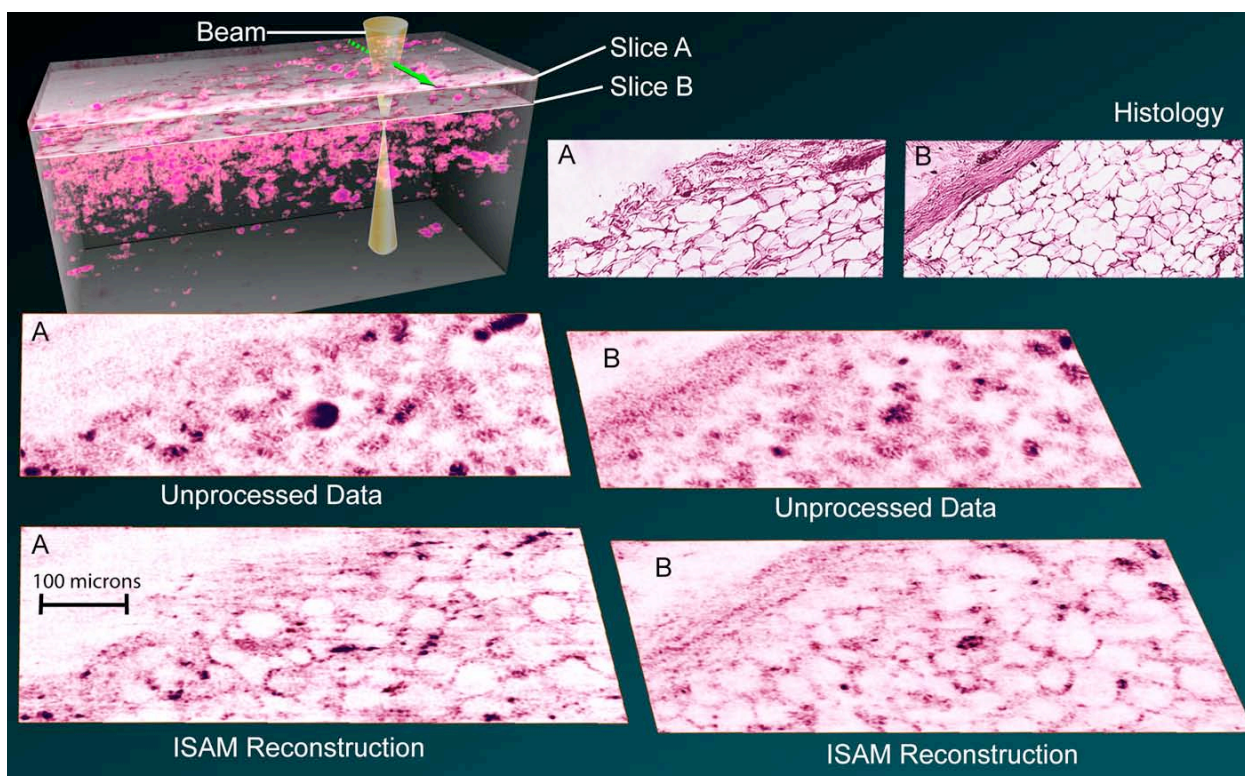 Beam
Slice A
Slice B
Histology
A
B
A
B
Unprocessed Data
Unprocessed Data
A
100 microns
B
ISAM Reconstruction
ISAM Reconstruction